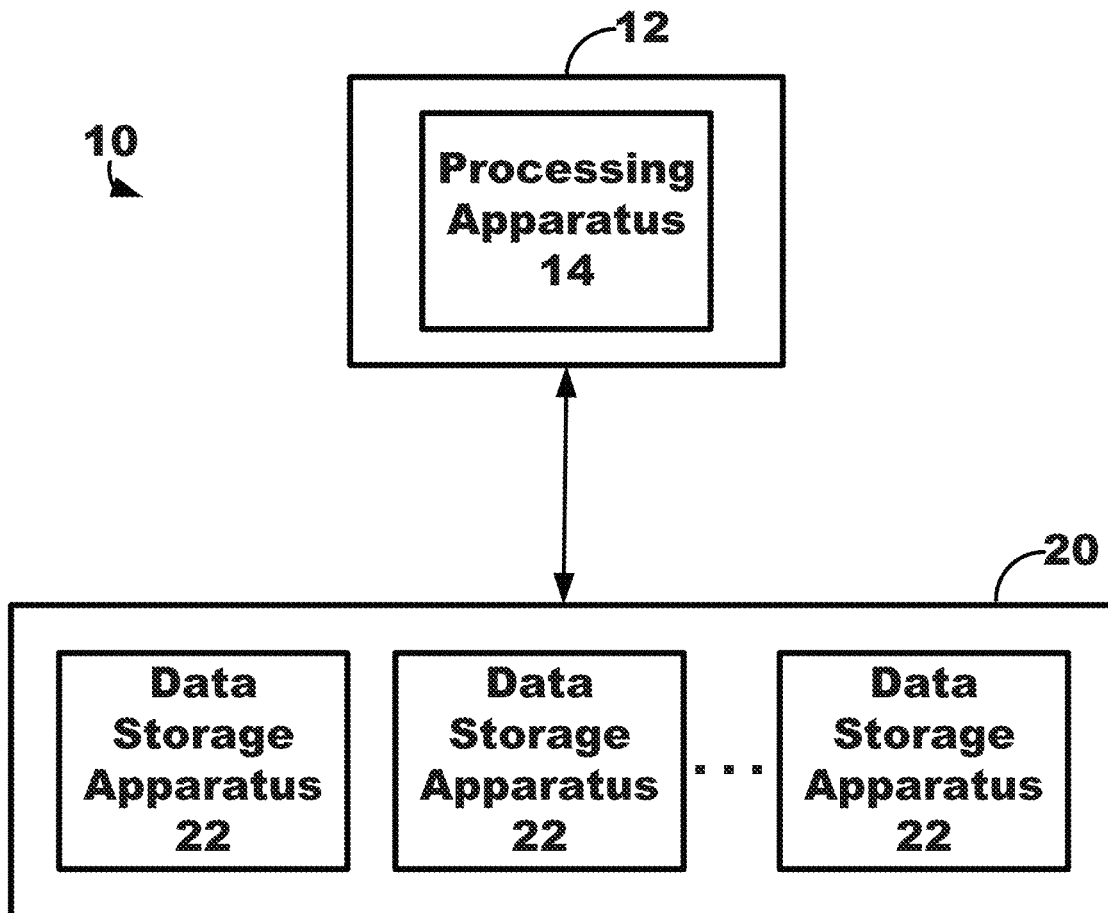 12
10
Processing
Apparatus
14
20
Data
Storage
Apparatus
22
Data
Storage
Apparatus
22
. . .
Data
Storage
Apparatus
22